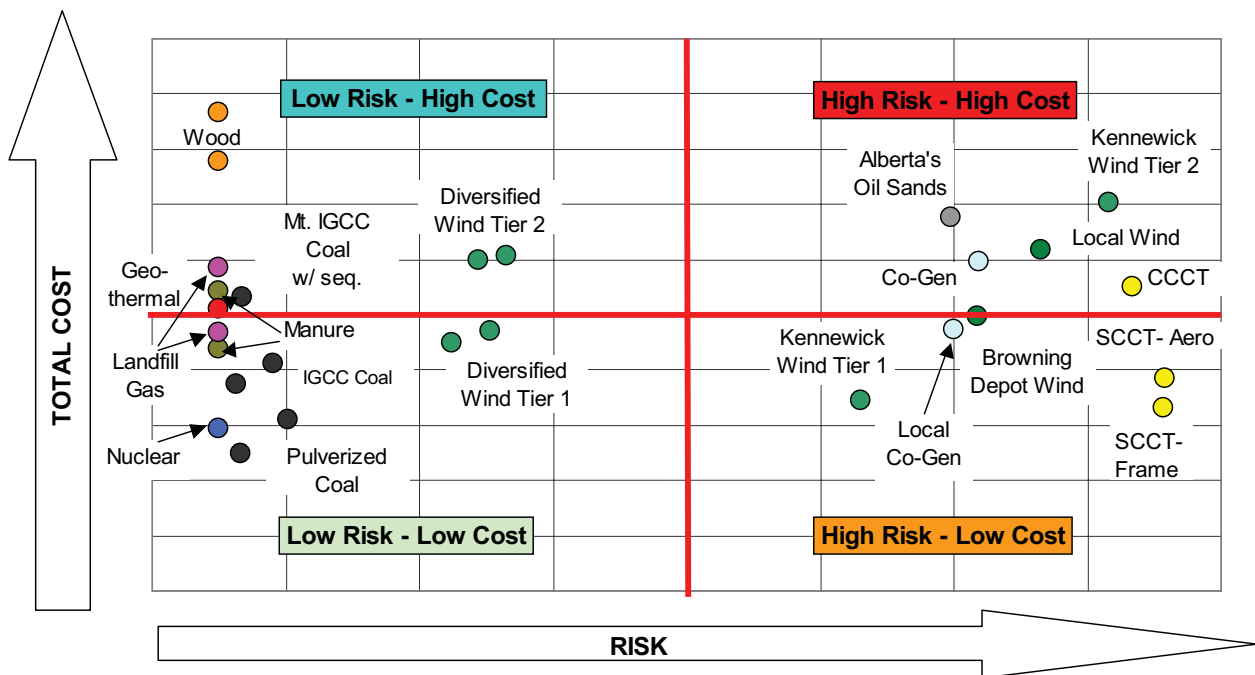 TOTAL COST
Low Risk - High Cost
High Risk - High Cost
Wood
Kennewick
Wind Tier 2
Alberta's
Oil Sands
Diversified
Wind Tier 2
Mt. IGCC
Coal
w/ seq.
Local Wind
Geo-
thermal
Co-Gen
CCCT
Manure
Landfill
Gas
Kennewick
Wind Tier 1
SCCT- Aero
IGCC Coal
Diversified
Wind Tier 1
Browning
Depot Wind
Nuclear
Pulverized
Coal
Local
Co-Gen
SCCT-
Frame
Low Risk - Low Cost
High Risk - Low Cost
RISK